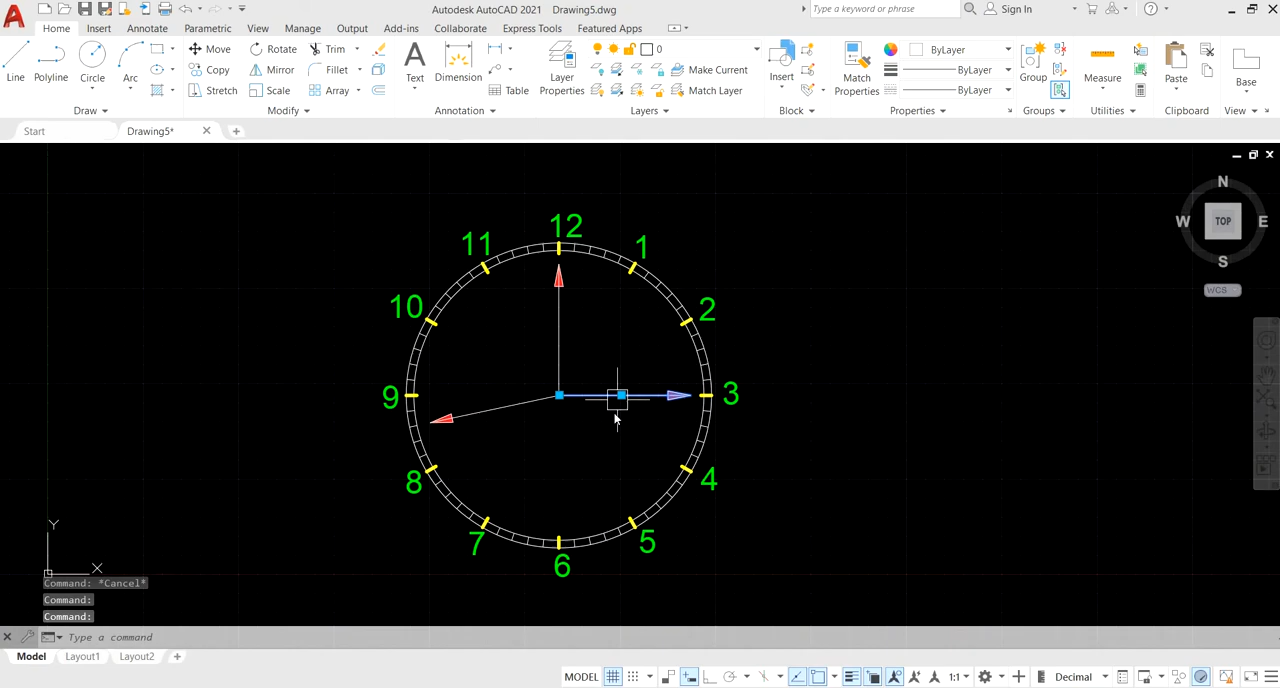 Autodesk AutoCAD 2021 Drawing5.dwg
Type a keyword or phrase
Sign In
Home Insert Annotate Parametric View Manage Output Add-ins Collaborate Express Tools Featured Apps
Line Polyline Circle Arc
Move Rotate Trim
Copy Mirror Fillet
Stretch Scale Array
Text Dimension
Table
Layer Properties
0
Make Current
Match Layer
Insert
Match Properties
ByLayer
ByLayer
ByLayer
Group
Measure
Paste
Base
Draw Modify Annotation Layers Block Properties Groups Utilities Clipboard View
Start Drawing5*
12
11
1
10
2
9
3
8
4
7
5
6
N
W TOP E
S
WCS
Y
X
Command: *Cancel*
Command:
Command:
Type a command
Model Layout1 Layout2
MODEL 1:1 Decimal